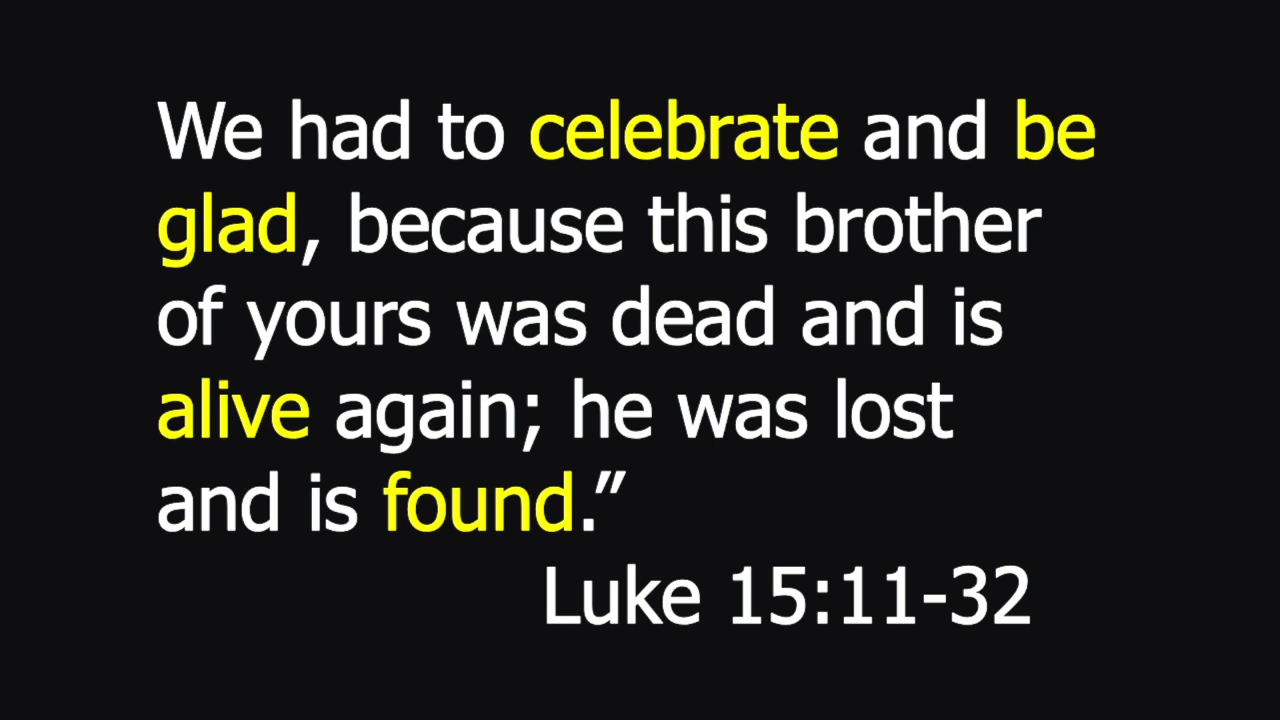 We had to celebrate and be
glad, because this brother
of yours was dead and is
alive again; he was lost
and is found.”
Luke 15:11-32